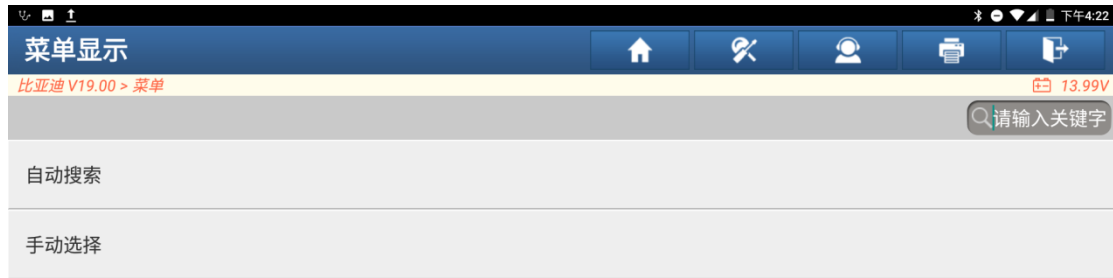 下午4:22
菜单显示
比亚迪 V19.00 > 菜单
13.99V
请输入关键字
自动搜索
手动选择